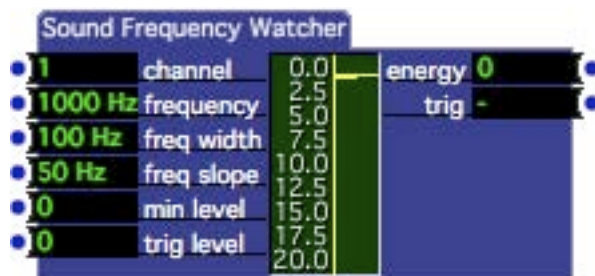 Sound Frequency Watcher
1 channel 0.0 energy 0
1000 Hz frequency 2.5 trig -
5.0
100 Hz freq width 7.5
50 Hz freq slope 10.0
12.5
0 min level 15.0
0 trig level 17.5
20.0